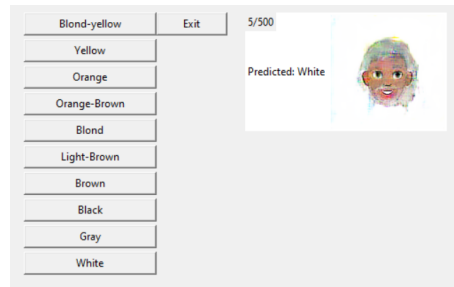 Blond-yellow
Exit
5/500
Yellow
Predicted: White
Orange
Orange-Brown
Blond
Light-Brown
Brown
Black
Gray
White